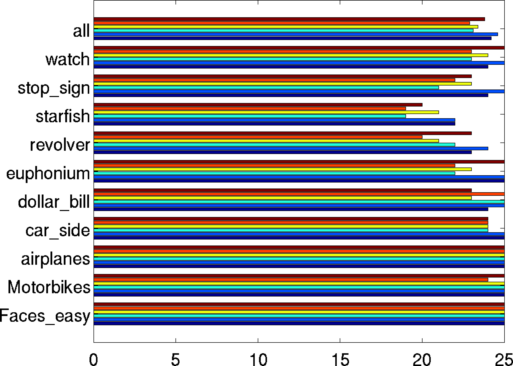 all
watch
stop_sign
starfish
revolver
euphonium
dollar_bill
car_side
airplanes
Motorbikes
Faces_easy
0 5 10 15 20 25